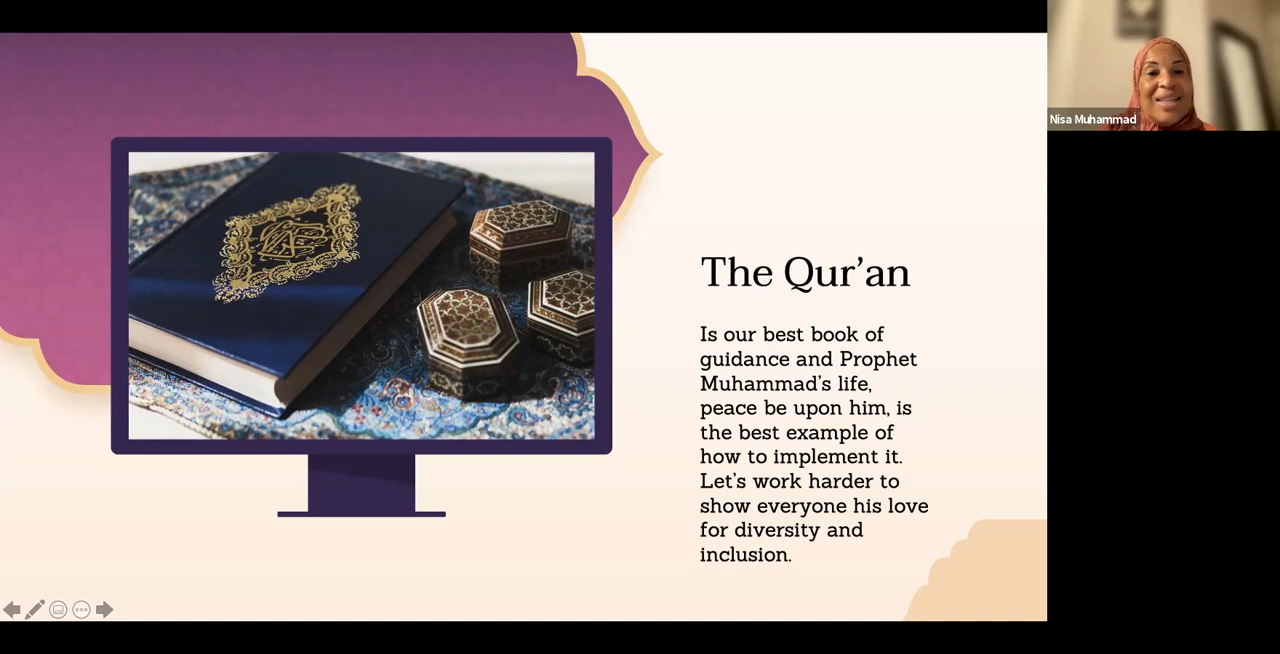 The Qur’an
Is our best book of
guidance and Prophet
Muhammad’s life,
peace be upon him, is
the best example of
how to implement it.
Let’s work harder to
show everyone his love
for diversity and
inclusion.
Nisa Muhammad